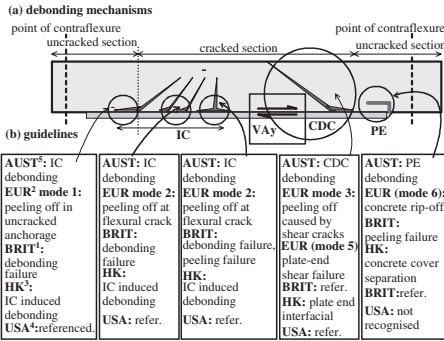 (a) debonding mechanisms
point of contraflexure
uncracked section
cracked section
point of contraflexure
uncracked section
IC
VAy
CDC
PE
(b) guidelines
AUST5: IC
debonding
EUR2 mode 1:
peeling off in
uncracked
anchorage
BRIT1:
debonding
failure
HK3:
IC induced
debonding
USA4:referenced.
AUST: IC
debonding
EUR mode 2:
peeling off at
flexural crack
BRIT:
debonding
failure
HK:
IC induced
debonding
USA: refer.
AUST: IC
debonding
EUR mode 2:
peeling off at
flexural crack
BRIT:
debonding failure,
peeling failure
HK:
IC induced
debonding
USA: refer.
AUST: CDC
debonding
EUR mode 3:
peeling off
caused by
shear cracks
EUR (mode 5)
plate-end
shear failure
BRIT: refer.
HK: plate end
interfacial
USA: refer.
AUST: PE
debonding
EUR (mode 6):
concrete rip-off
BRIT:
peeling failure
HK:
concrete cover
separation
BRIT:refer.
USA: not
recognised